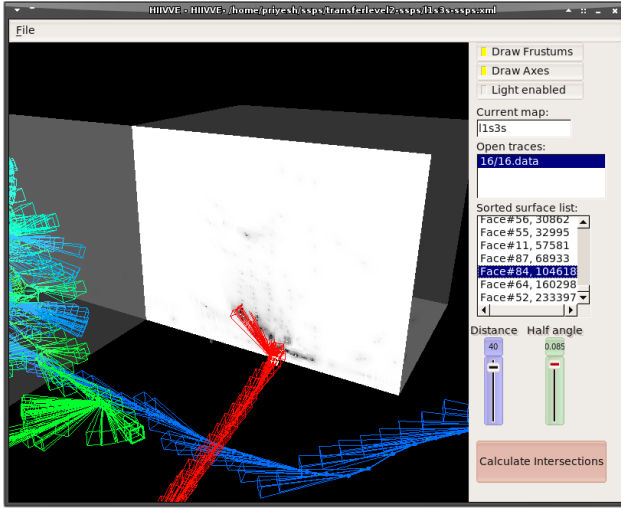 HIIVVE - HIIVVE- /home/priyesh/ssps/transferlevel2-ssps/l1s3s-ssps.xml
File
Draw Frustums
Draw Axes
Light enabled
Current map:
l1s3s
Open traces:
16/16.data
Sorted surface list:
Face#56, 30862
Face#55, 32995
Face#11, 57581
Face#87, 68933
Face#84, 104618
Face#64, 160298
Face#52, 233397
Distance Half angle
40 0.085
Calculate Intersections